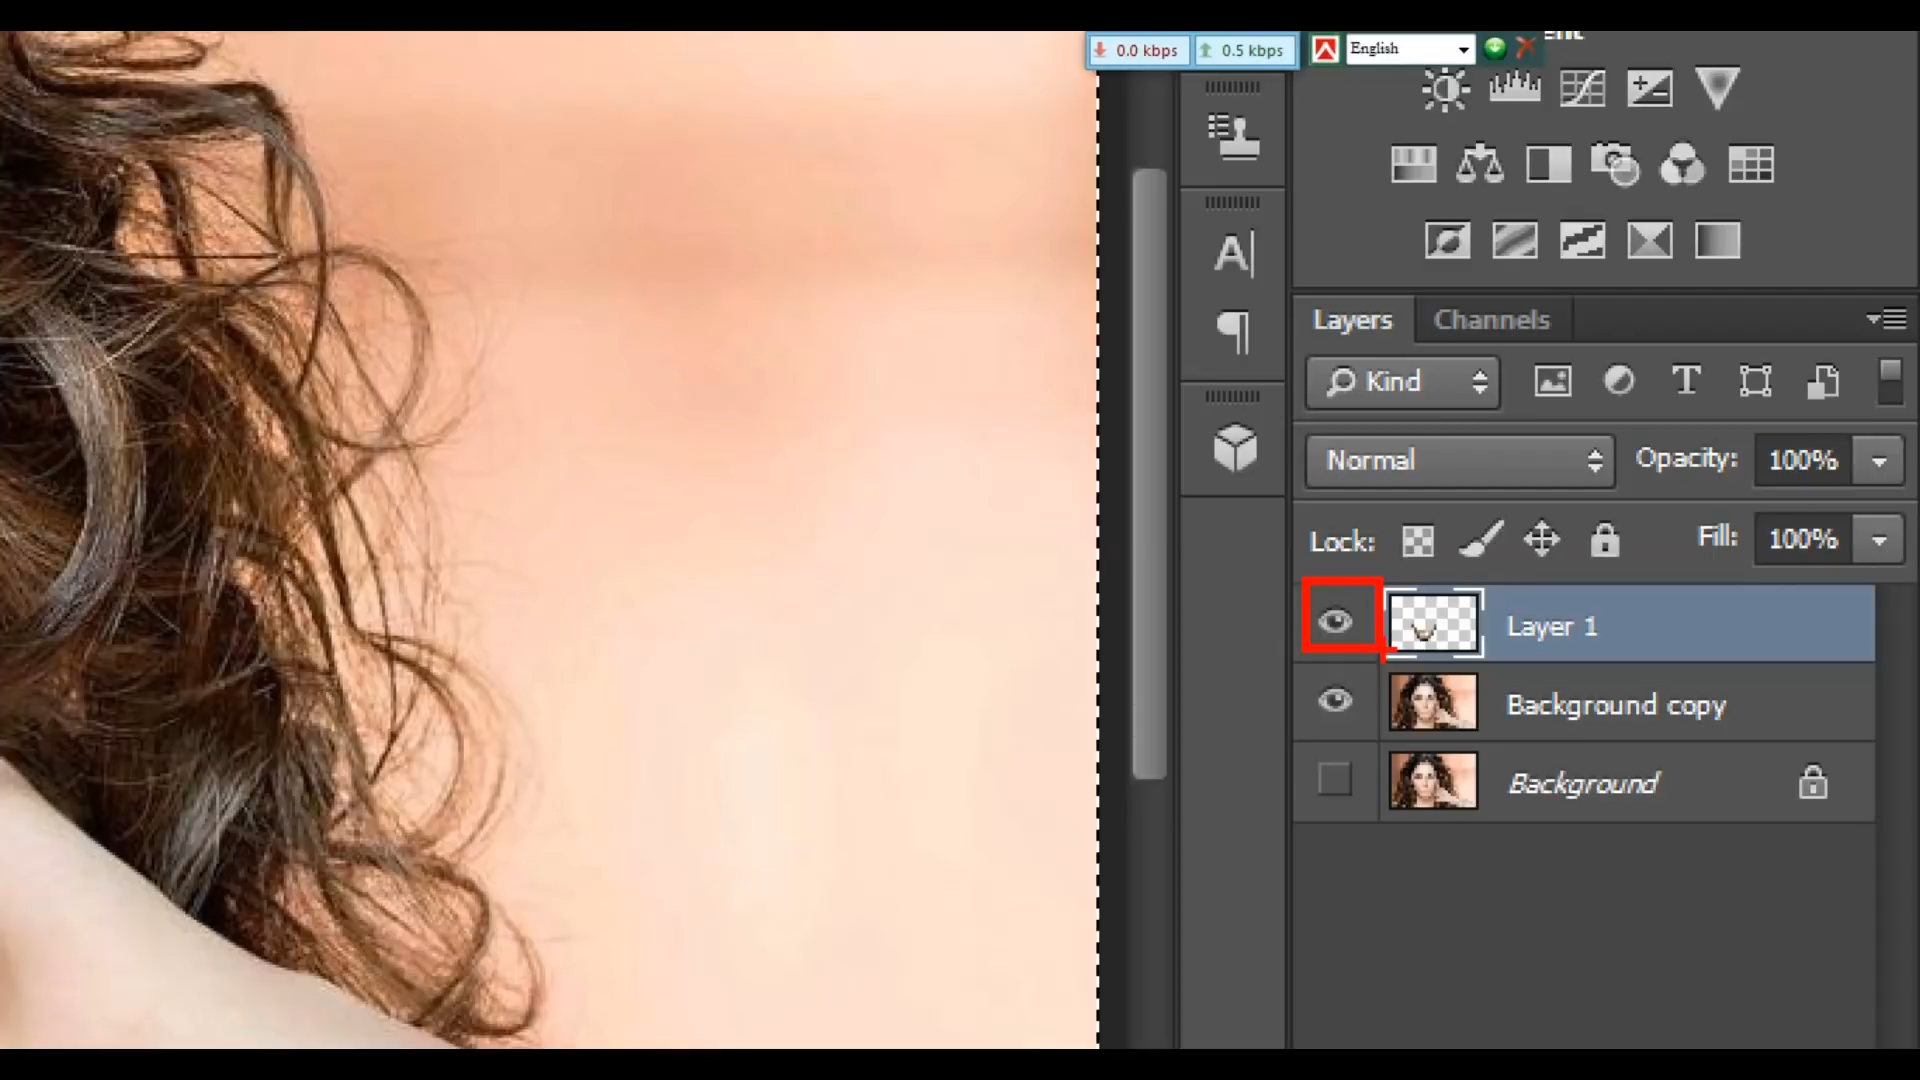 0.0 kbps 0.5 kbps English
Layers Channels
Kind
Normal Opacity: 100%
Lock: Fill: 100%
Layer 1
Background copy
Background